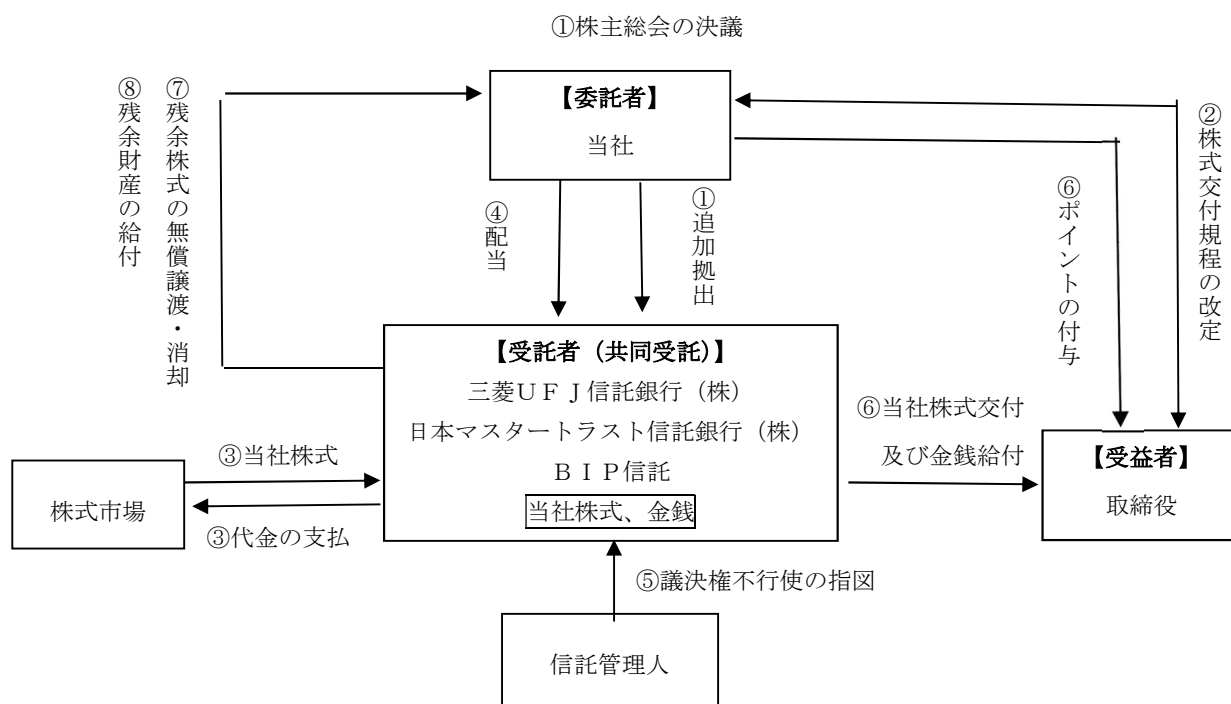 ①株主総会の決議
⑧残余財産の給付
⑦残余株式の無償譲渡・消却
【委託者】
当社
②株式交付規程の改定
⑥ポイントの付与
④配当
①追加拠出
【受託者（共同受託）】
三菱ＵＦＪ信託銀行（株）
日本マスタートラスト信託銀行（株）
ＢＩＰ信託
当社株式、金銭
⑥当社株式交付
及び金銭給付
【受益者】
取締役
③当社株式
株式市場
③代金の支払
⑤議決権不行使の指図
信託管理人